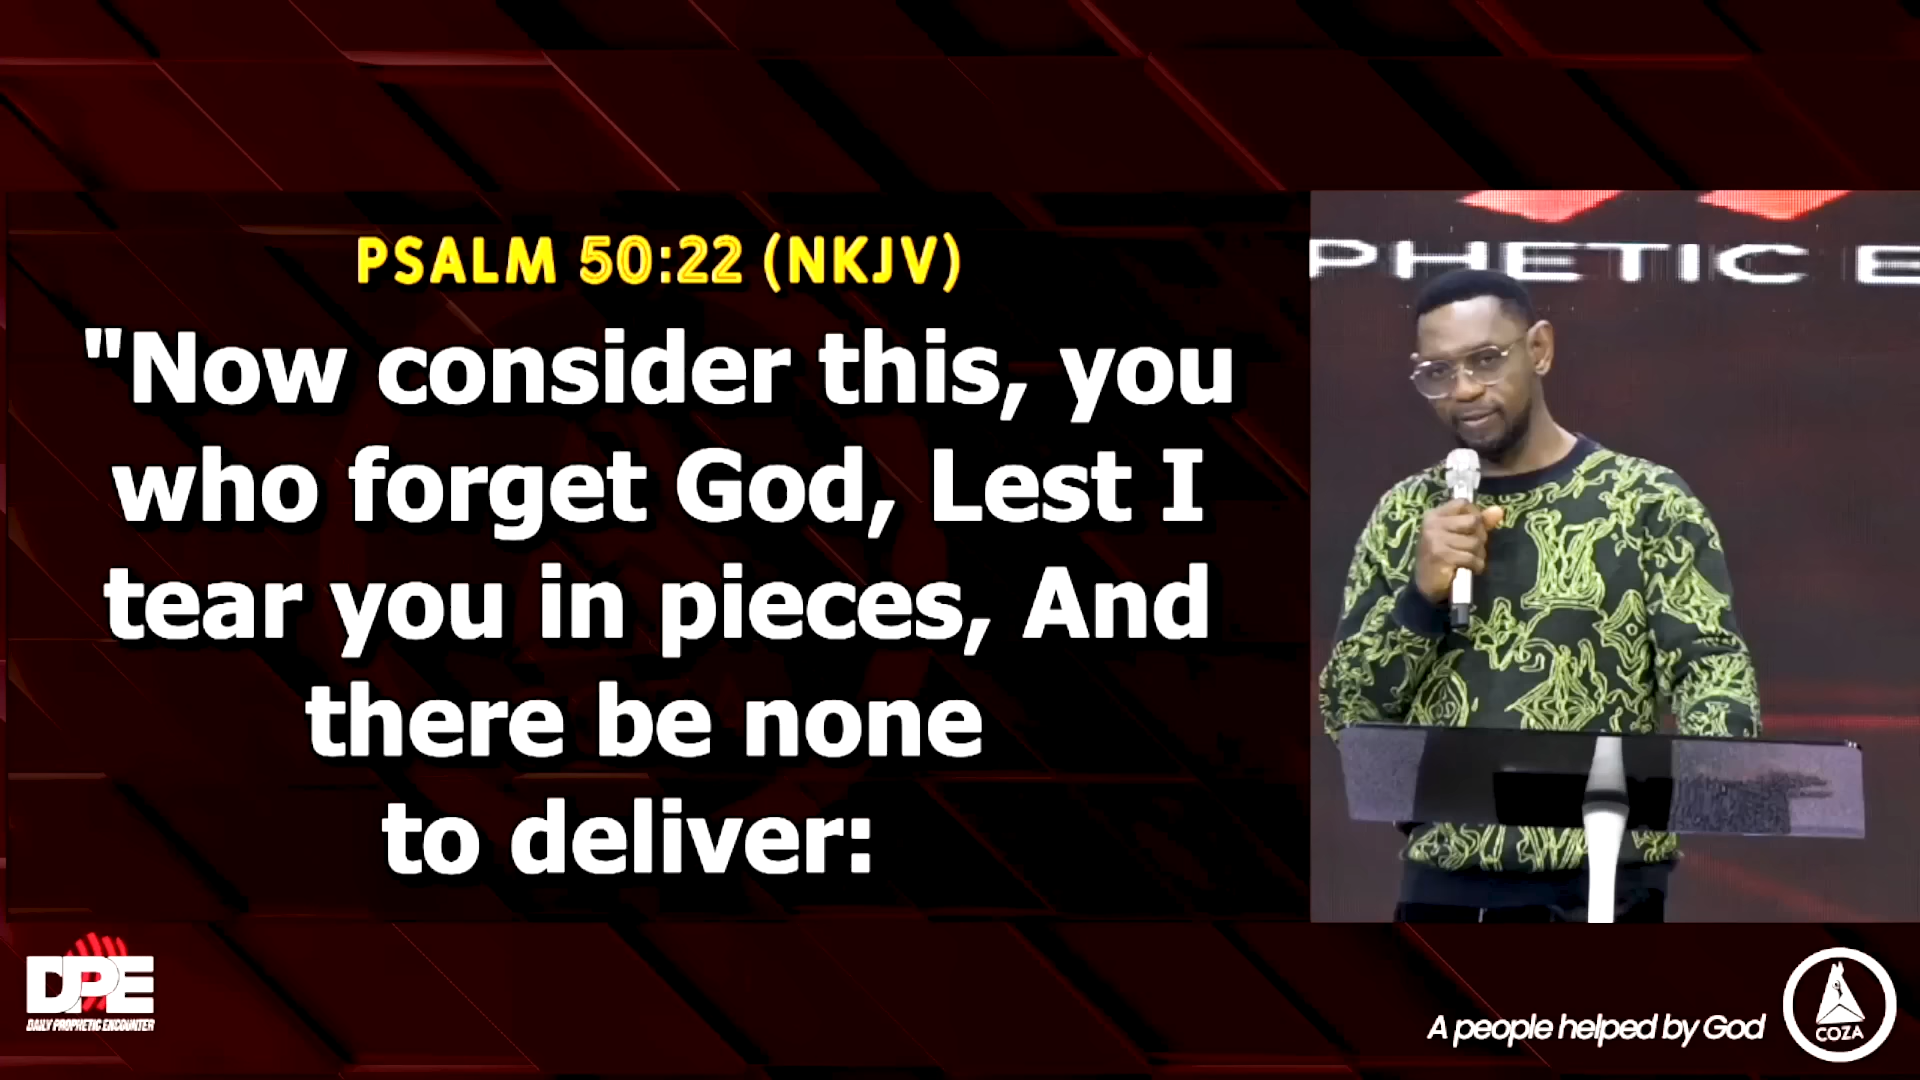 PSALM 50:22 (NKJV)
"Now consider this, you
who forget God, Lest I
tear you in pieces, And
there be none
to deliver:
PHETIC E
DPE
DAILY PROPHETIC ENCOUNTER
A people helped by God
COZA